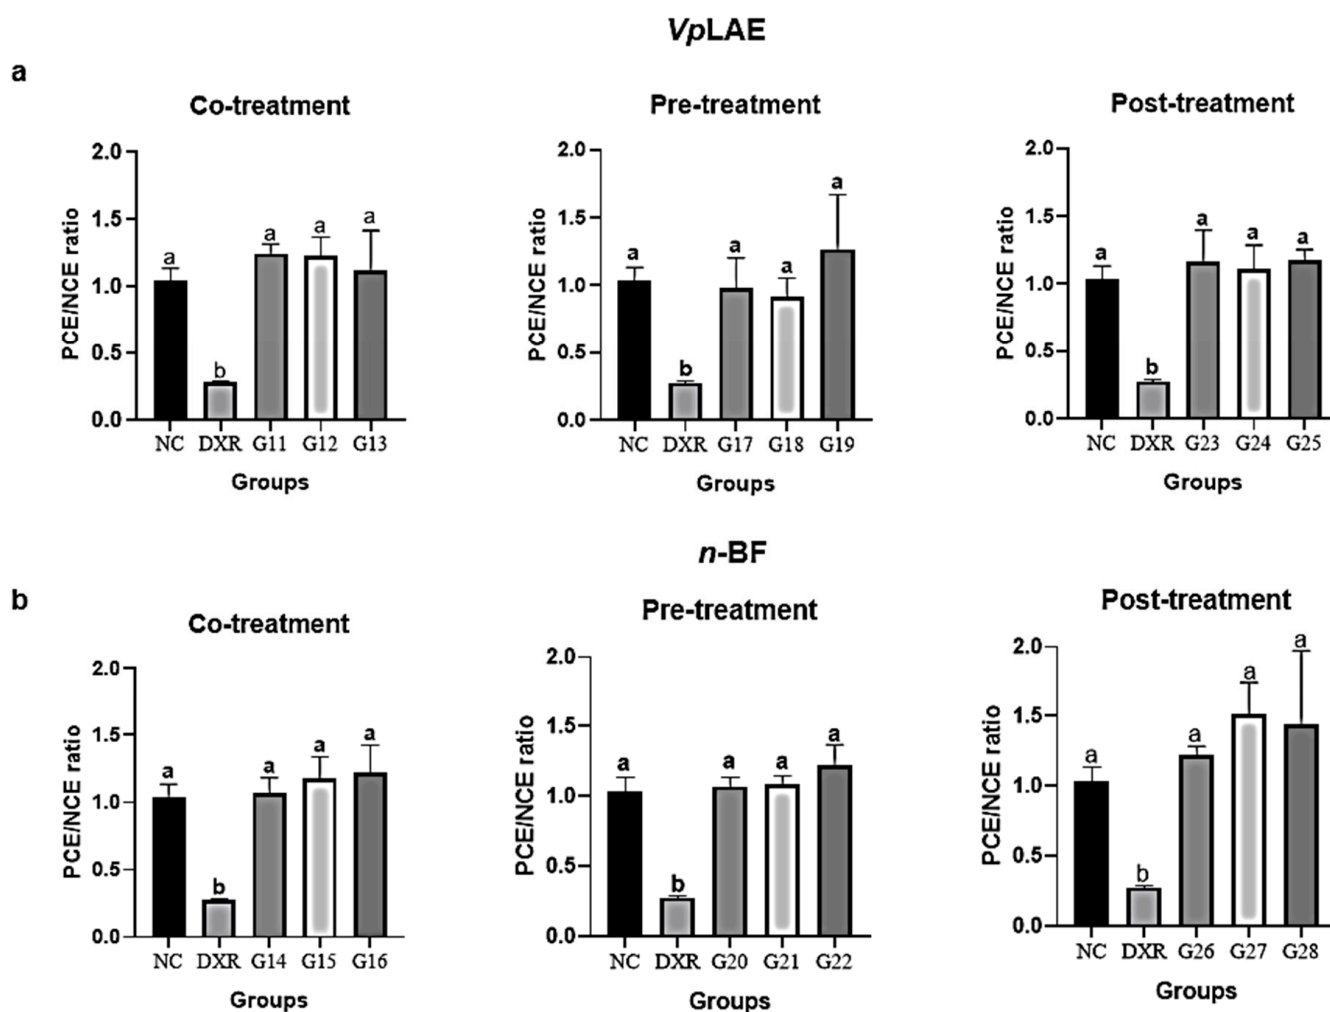 VpLAE
a
Co-treatment
Pre-treatment
Post-treatment
PCE/NCE ratio
2.0
1.5
1.0
0.5
0.0
a
b
a
a
a
NC DXR G11 G12 G13
Groups
PCE/NCE ratio
2.0
1.5
1.0
0.5
0.0
a
b
a
a
a
NC DXR G17 G18 G19
Groups
PCE/NCE ratio
2.0
1.5
1.0
0.5
0.0
a
b
a
a
a
NC DXR G23 G24 G25
Groups
n-BF
b
Co-treatment
Pre-treatment
Post-treatment
PCE/NCE ratio
2.0
1.5
1.0
0.5
0.0
a
b
a
a
a
NC DXR G14 G15 G16
Groups
PCE/NCE ratio
2.0
1.5
1.0
0.5
0.0
a
b
a
a
a
NC DXR G20 G21 G22
Groups
PCE/NCE ratio
2.0
1.5
1.0
0.5
0.0
a
b
a
a
a
NC DXR G26 G27 G28
Groups